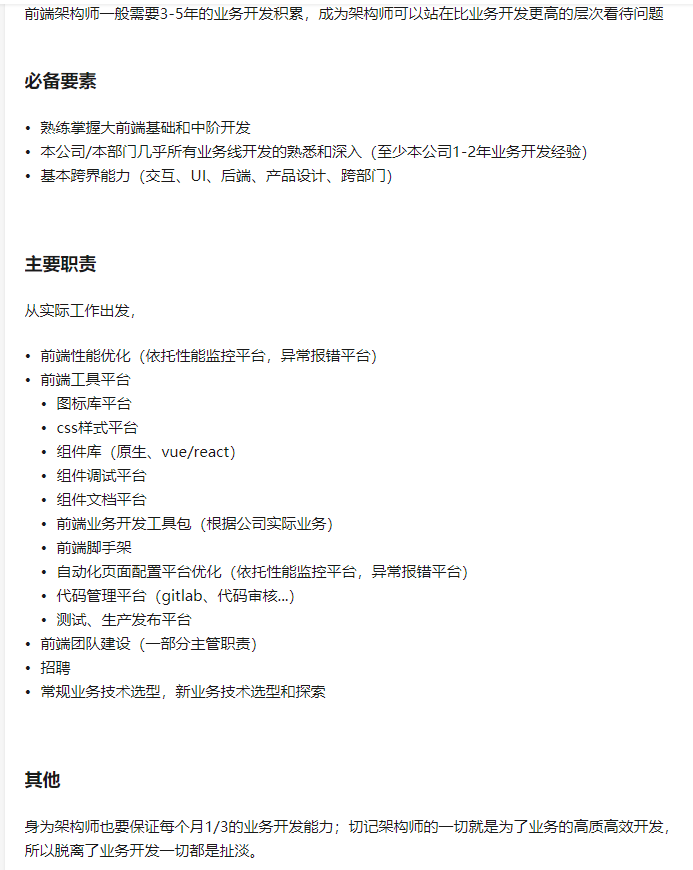 前端架构师一般需要3-5年的业务开发积累，成为架构师可以站在比业务开发更高的层次看待问题
必备要素
• 熟练掌握大前端基础和中阶开发
• 本公司/本部门几乎所有业务线开发的熟悉和深入（至少本公司1-2年业务开发经验）
• 基本跨界能力（交互、UI、后端、产品设计、跨部门）
主要职责
从实际工作出发，
• 前端性能优化（依托性能监控平台，异常报错平台）
• 前端工具平台
• 图标库平台
• css样式平台
• 组件库（原生、vue/react）
• 组件调试平台
• 组件文档平台
• 前端业务开发工具包（根据公司实际业务）
• 前端脚手架
• 自动化页面配置平台优化（依托性能监控平台，异常报错平台）
• 代码管理平台（gitlab、代码审核...）
• 测试、生产发布平台
• 前端团队建设（一部分主管职责）
• 招聘
• 常规业务技术选型，新业务技术选型和探索
其他
身为架构师也要保证每个月1/3的业务开发能力；切记架构师的一切就是为了业务的高质高效开发，
所以脱离了业务开发一切都是扯淡。